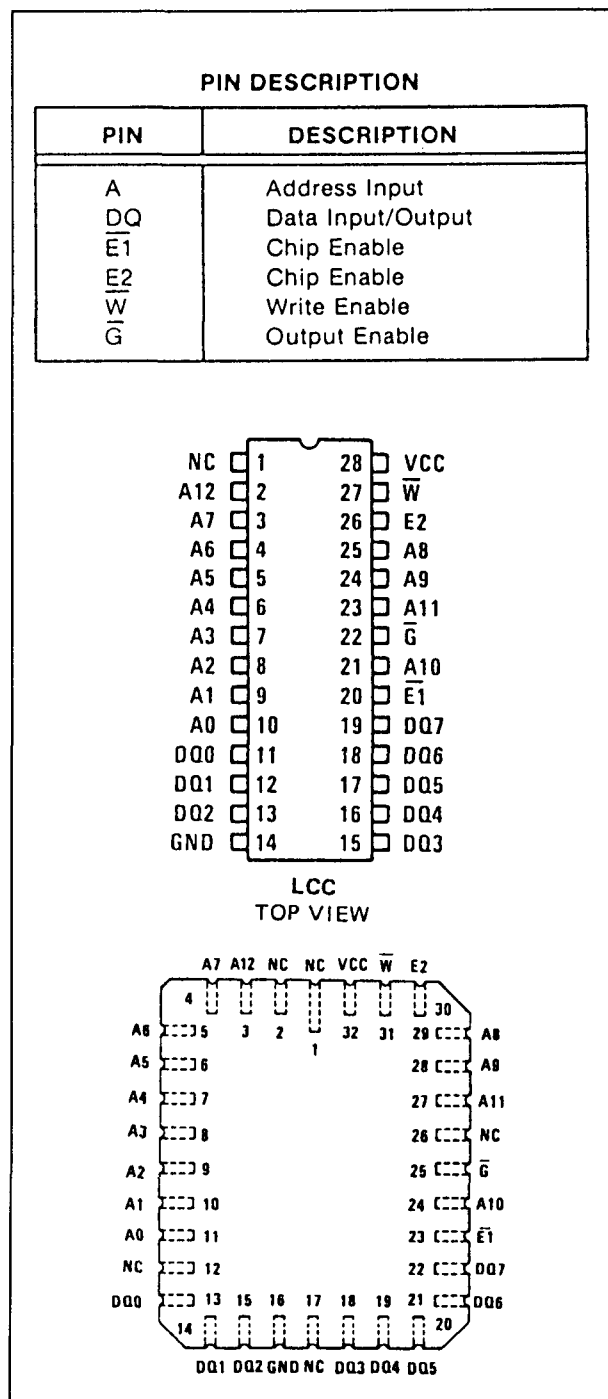 PIN DESCRIPTION
PIN DESCRIPTION
A Address Input
DQ Data Input/Output
E̅1̅ Chip Enable
E2 Chip Enable
W̅ Write Enable
G̅ Output Enable
NC 1 28 VCC
A12 2 27 W̅
A7 3 26 E2
A6 4 25 A8
A5 5 24 A9
A4 6 23 A11
A3 7 22 G̅
A2 8 21 A10
A1 9 20 E̅1̅
A0 10 19 DQ7
DQ0 11 18 DQ6
DQ1 12 17 DQ5
DQ2 13 16 DQ4
GND 14 15 DQ3
LCC
TOP VIEW
A7 A12 NC NC VCC W̅ E2
4 30
A6 5 3 2 1 32 31 29 A8
A5 6 28 A9
A4 7 27 A11
A3 8 26 NC
A2 9 25 G̅
A1 10 24 A10
A0 11 23 E̅1̅
NC 12 22 DQ7
DQ0 13 15 16 17 18 19 21 DQ6
14 20
DQ1 DQ2 GND NC DQ3 DQ4 DQ5